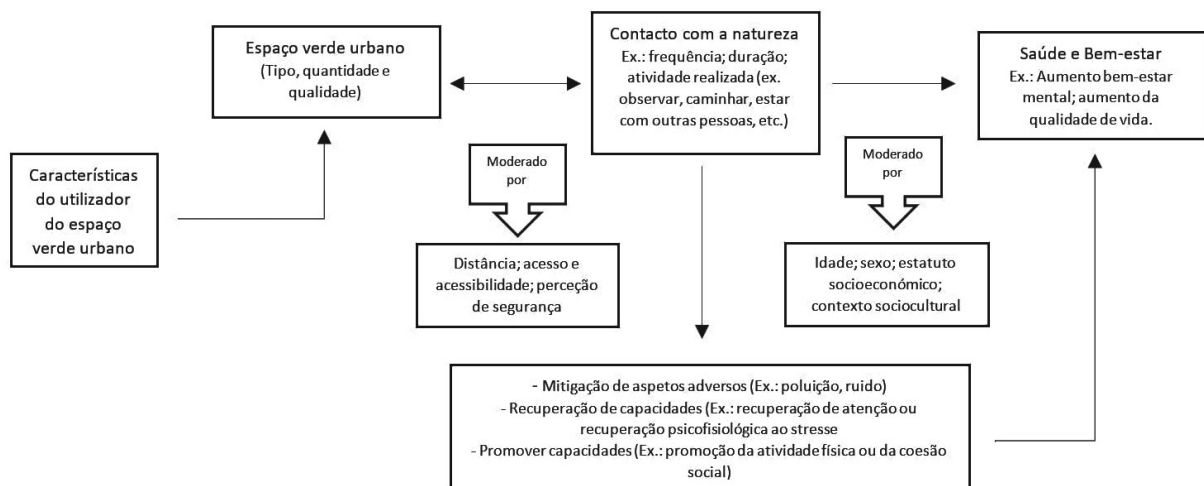 Espaço verde urbano
(Tipo, quantidade e
qualidade)
Contacto com a natureza
Ex.: frequência; duração;
atividade realizada (ex.
observar, caminhar, estar
com outras pessoas, etc.)
Saúde e Bem-estar
Ex.: Aumento bem-estar
mental; aumento da
qualidade de vida.
Características
do utilizador
do espaço
verde urbano
Moderado
por
Moderado
por
Distância; acesso e
acessibilidade; perceção
de segurança
Idade; sexo; estatuto
socioeconómico;
contexto sociocultural
- Mitigação de aspetos adversos (Ex.: poluição, ruido)
- Recuperação de capacidades (Ex.: recuperação de atenção ou
recuperação psicofisiológica ao stresse
- Promover capacidades (Ex.: promoção da atividade física ou da coesão
social)